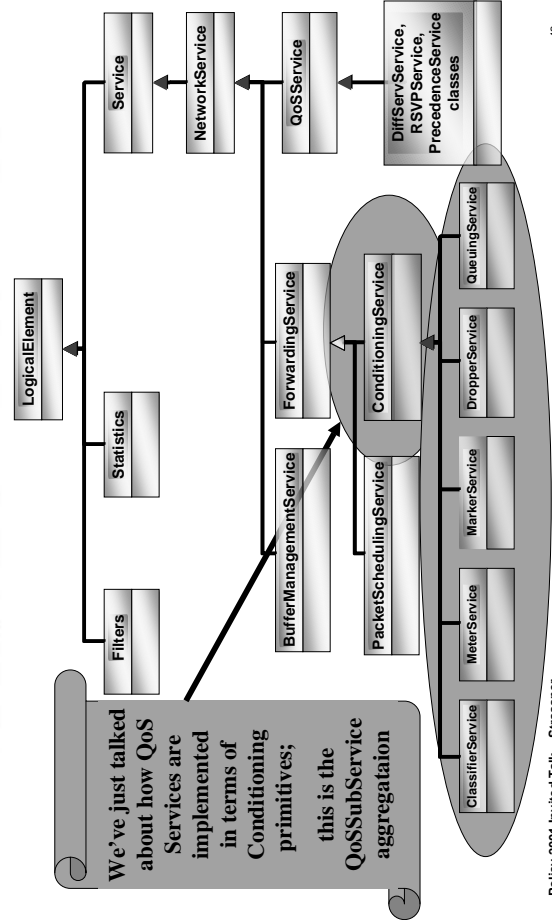 LogicalElement
Filters
Statistics
Service
NetworkService
QoSService
BufferManagementService
ForwardingService
DiffServService,
RSVPService,
PrecedenceService
classes
PacketSchedulingService
ConditioningService
ClassifierService
MeterService
MarkerService
DropperService
QueuingService
We've just talked
about how QoS
Services are
implemented
in terms of
Conditioning
primitives;
this is the
QoSSubService
aggregataion